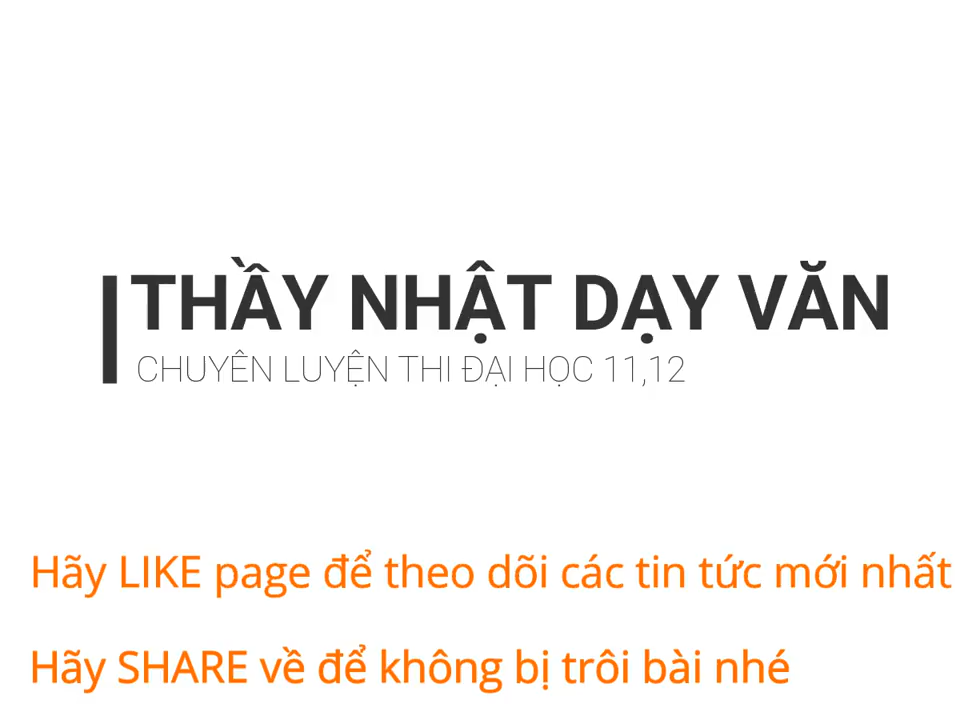 THẦY NHẬT DẠY VĂN
CHUYÊN LUYỆN THI ĐẠI HỌC 11,12
Hãy LIKE page để theo dõi các tin tức mới nhất
Hãy SHARE về để không bị trôi bài nhé